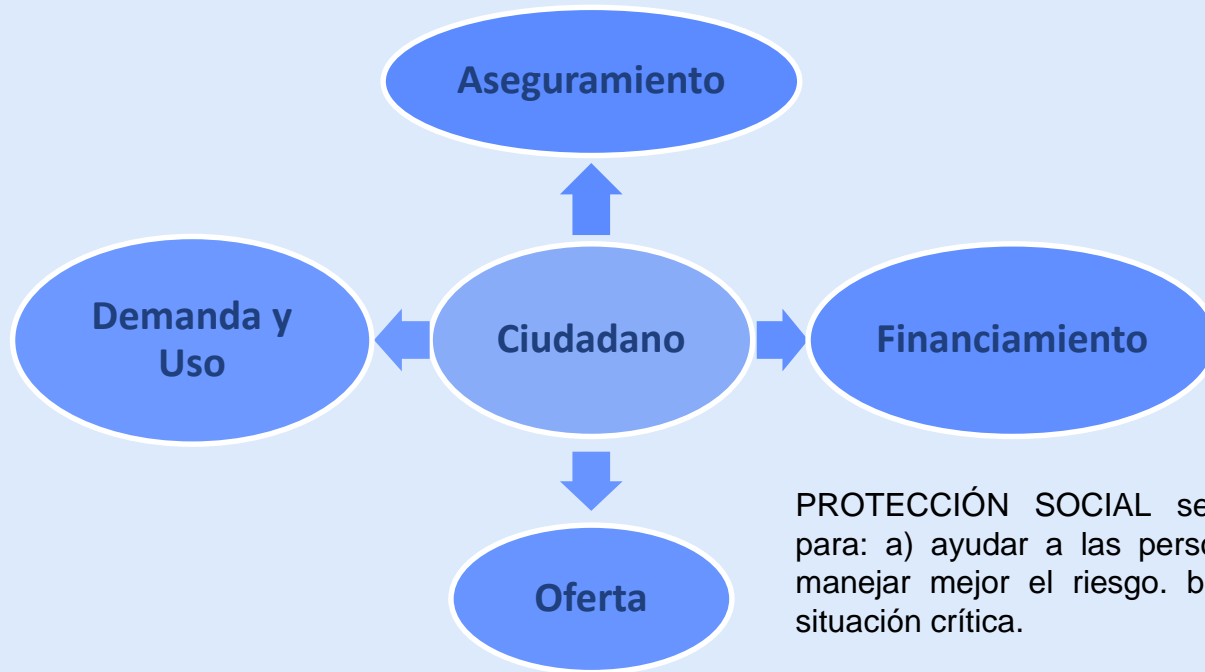 Aseguramiento
Demanda y
Uso
Ciudadano
Financiamiento
Oferta
PROTECCIÓN SOCIAL
para: a) ayudar a las
manejar mejor el riesgo.
situación crítica.